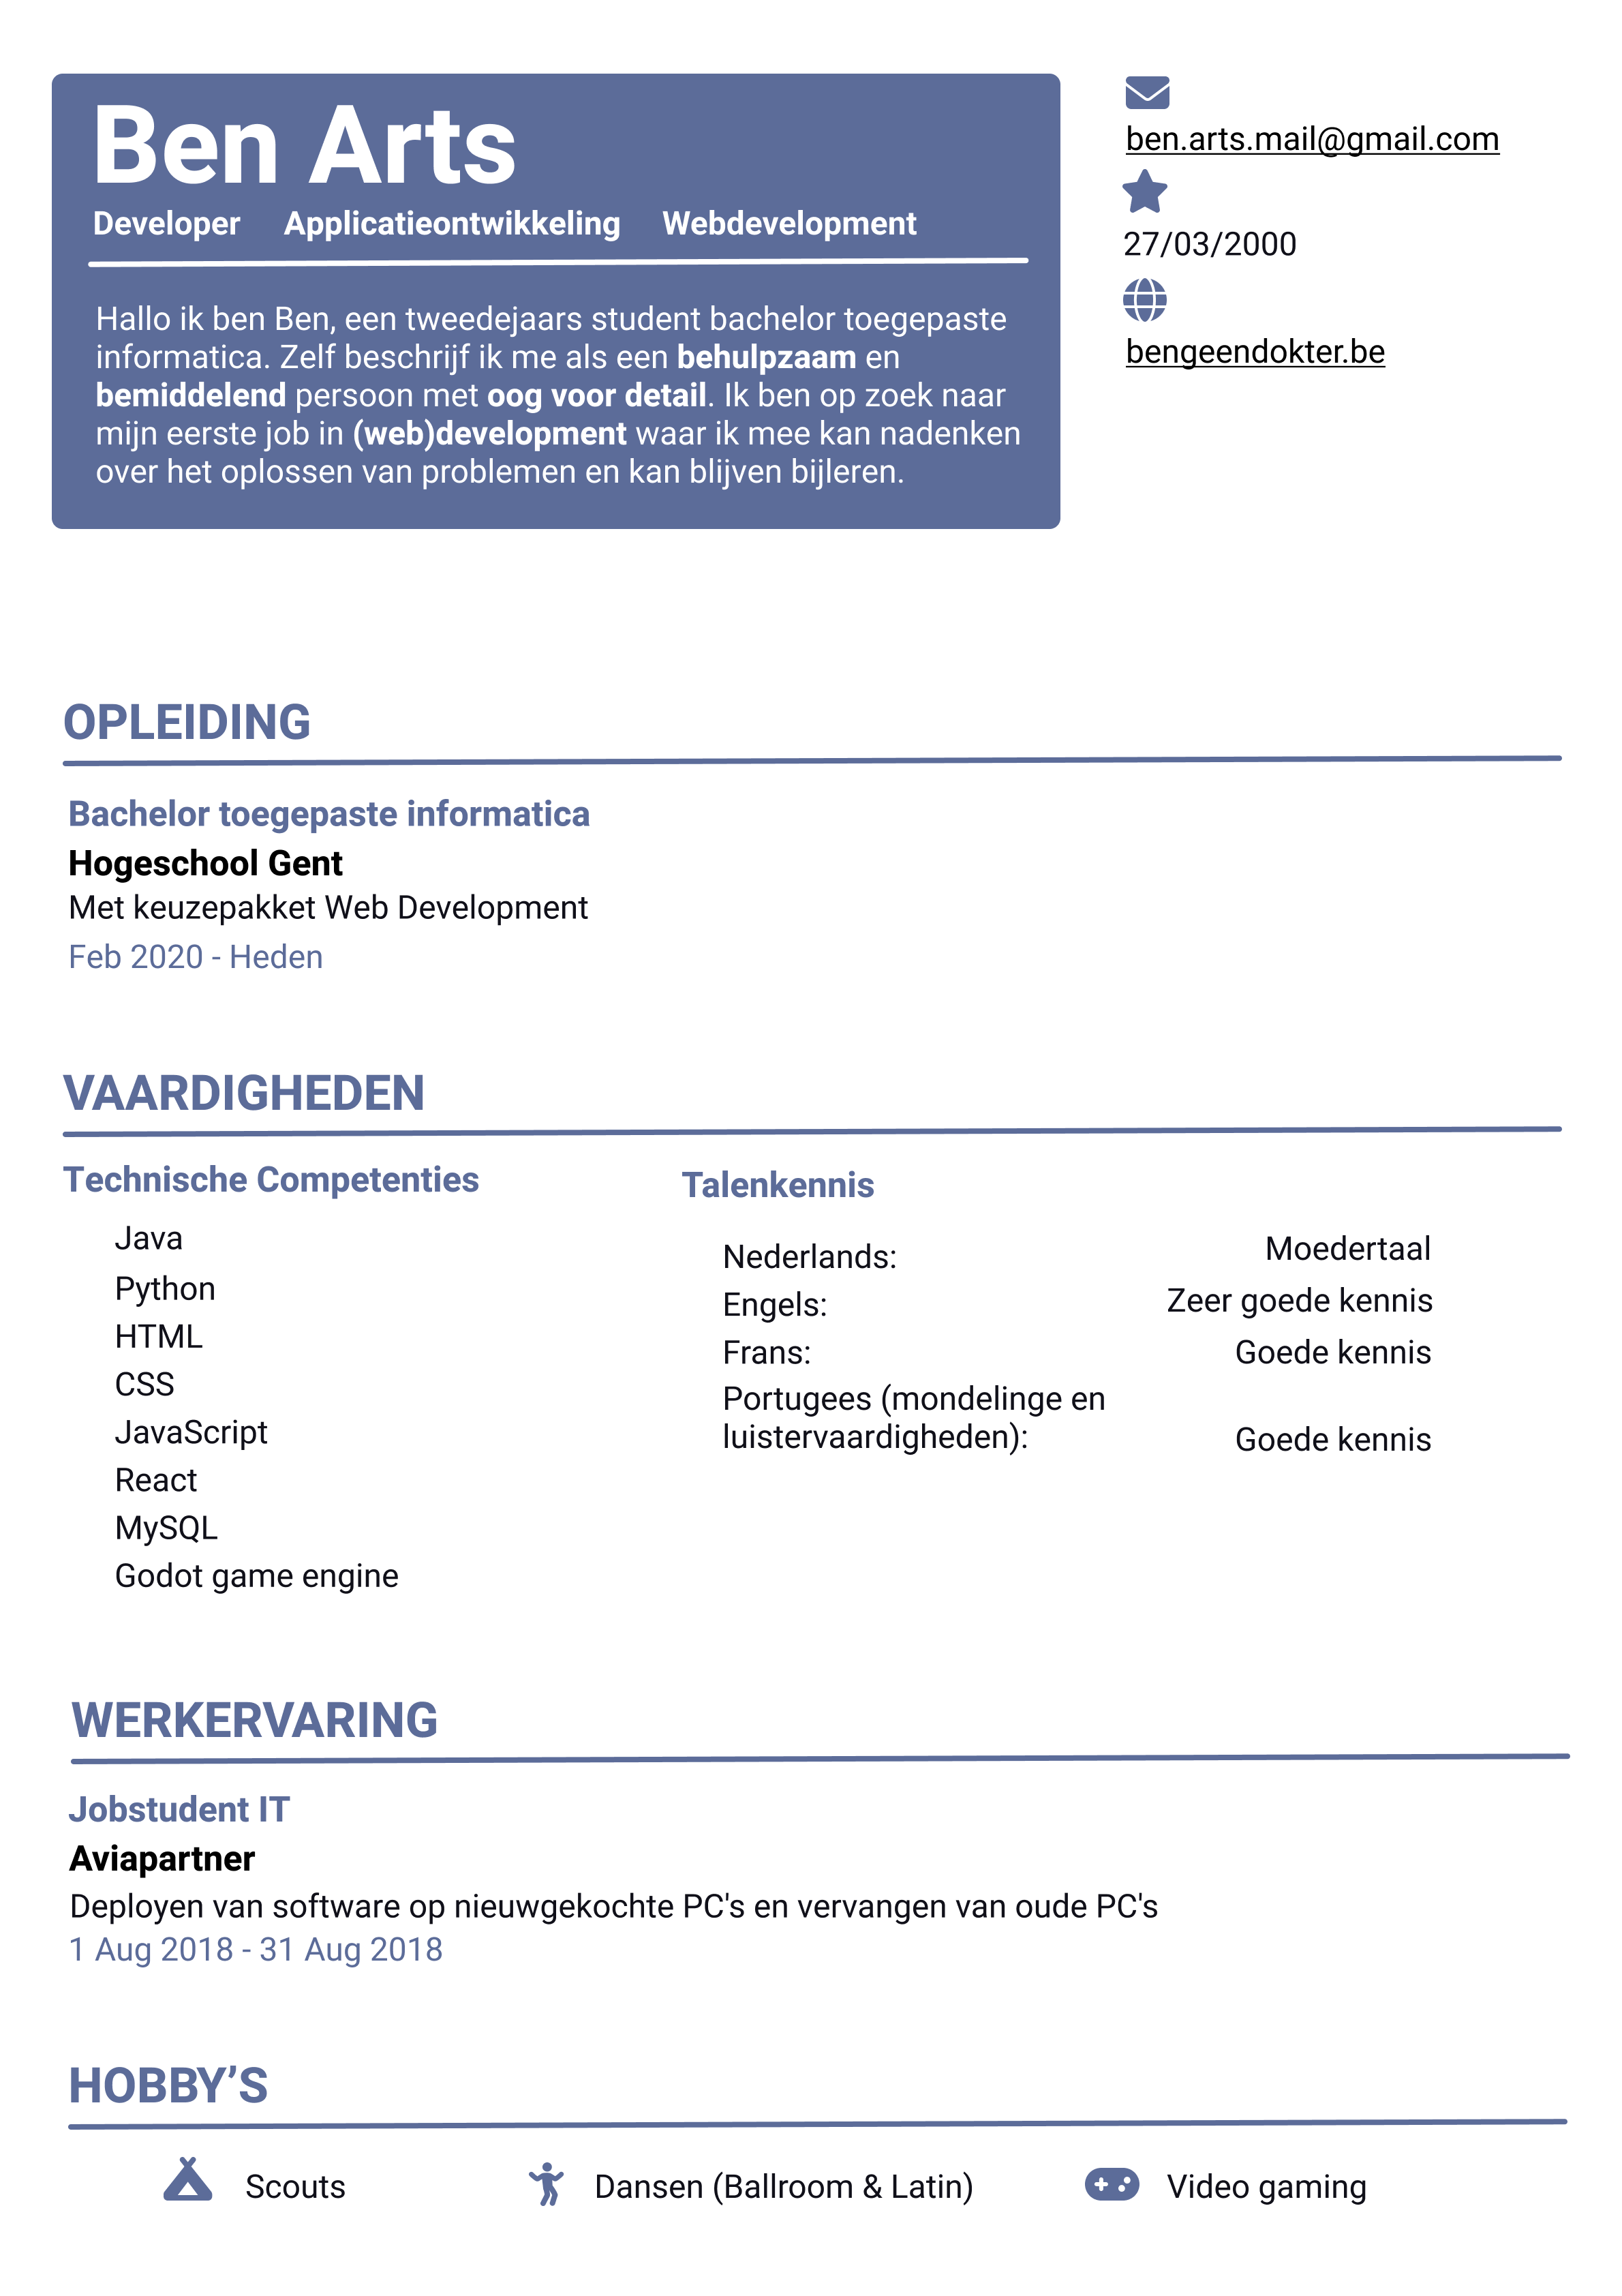 Ben Arts
Developer Applicatieontwikkeling Webdevelopment
Hallo ik ben Ben, een tweedejaars student bachelor toegepaste
informatica. Zelf beschrijf ik me als een behulpzaam en
bemiddelend persoon met oog voor detail. Ik ben op zoek naar
mijn eerste job in (web)development waar ik mee kan nadenken
over het oplossen van problemen en kan blijven bijleren.
ben.arts.mail@gmail.com
27/03/2000
bengeendokter.be
OPLEIDING
Bachelor toegepaste informatica
Hogeschool Gent
Met keuzepakket Web Development
Feb 2020 - Heden
VAARDIGHEDEN
Technische Competenties
Java
Python
HTML
CSS
JavaScript
React
MySQL
Godot game engine
Talenkennis
Nederlands: Moedertaal
Engels: Zeer goede kennis
Frans: Goede kennis
Portugees (mondelinge en
luistervaardigheden): Goede kennis
WERKERVARING
Jobstudent IT
Aviapartner
Deployen van software op nieuwgekochte PC's en vervangen van oude PC's
1 Aug 2018 - 31 Aug 2018
HOBBY’S
Scouts Dansen (Ballroom & Latin) Video gaming